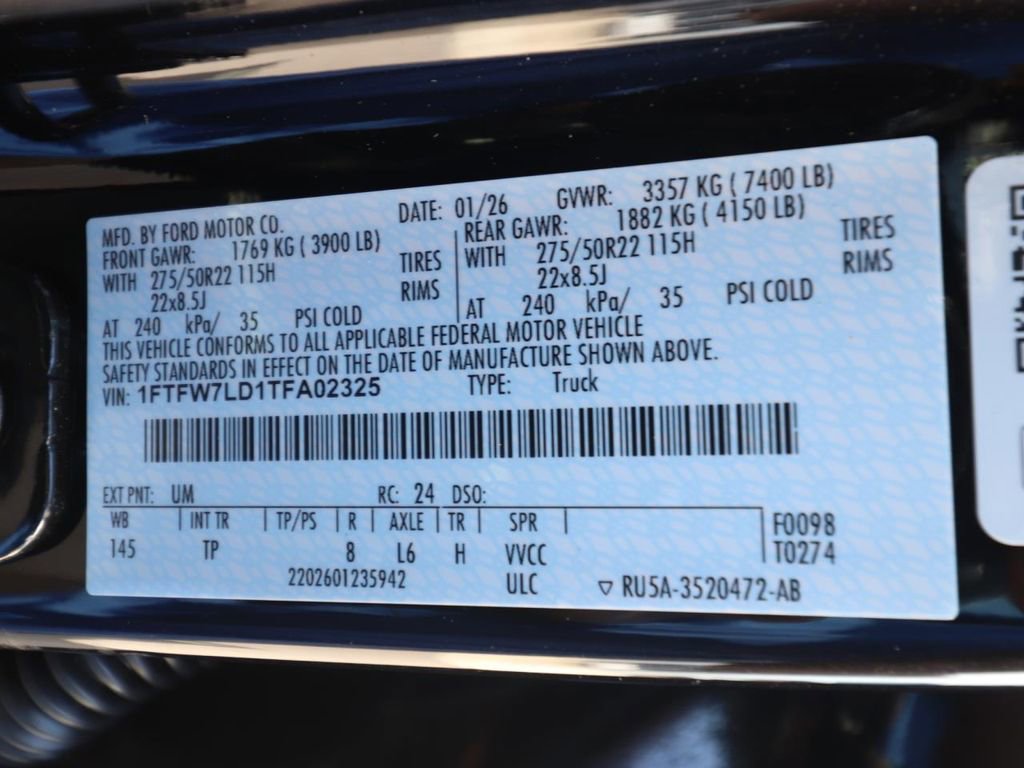 MFD. BY FORD MOTOR CO. DATE: 01/26 GVWR: 3357 KG ( 7400 LB)
FRONT GAWR: 1769 KG ( 3900 LB) REAR GAWR: 1882 KG ( 4150 LB)
WITH 275/50R22 115H TIRES WITH 275/50R22 115H TIRES
22x8.5J RIMS 22x8.5J RIMS
AT 240 kPa/ 35 PSI COLD AT 240 kPa/ 35 PSI COLD
THIS VEHICLE CONFORMS TO ALL APPLICABLE FEDERAL MOTOR VEHICLE
SAFETY STANDARDS IN EFFECT ON THE DATE OF MANUFACTURE SHOWN ABOVE.
VIN: 1FTFW7LD1TFA02325 TYPE: Truck
EXT PNT: UM RC: 24 DSO:
WB INT TR TP/PS R AXLE TR SPR F0098
145 TP 8 L6 H VVCC T0274
2202601235942 ULC RU5A-3520472-AB